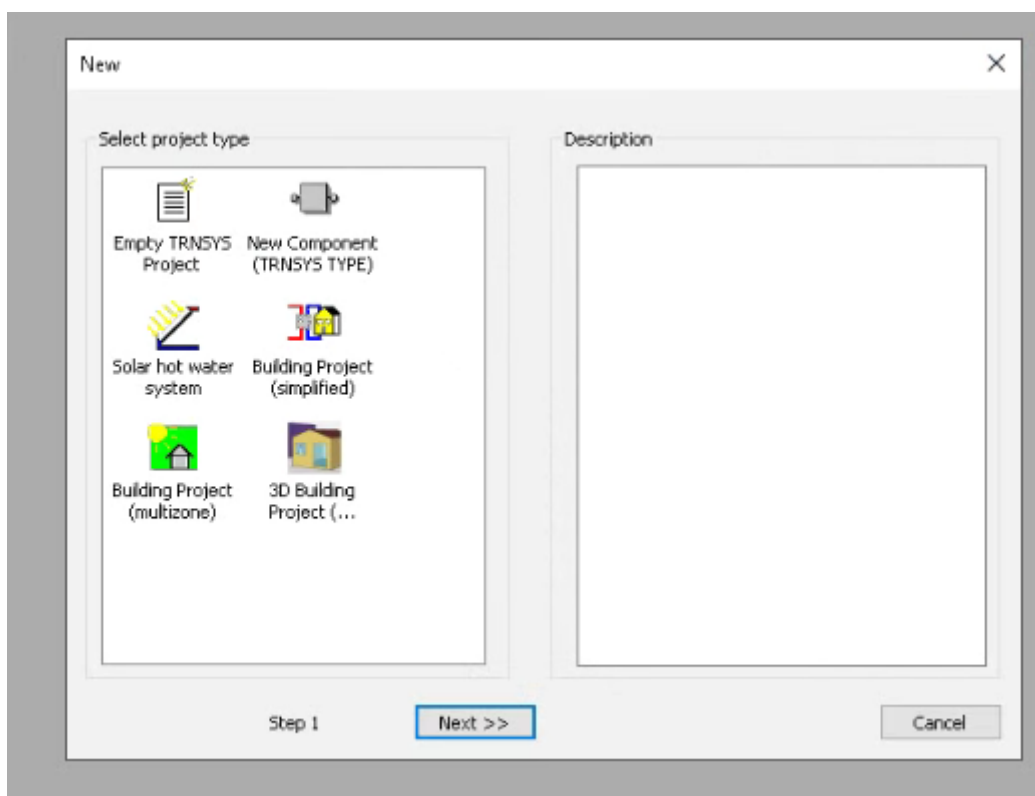 New
Select project type
Description
Empty TRNSYS
Project
New Component
(TRNSYS TYPE)
Solar hot water
system
Building Project
(simplified)
Building Project
(multizone)
3D Building
Project (...
Step 1
Next >>
Cancel